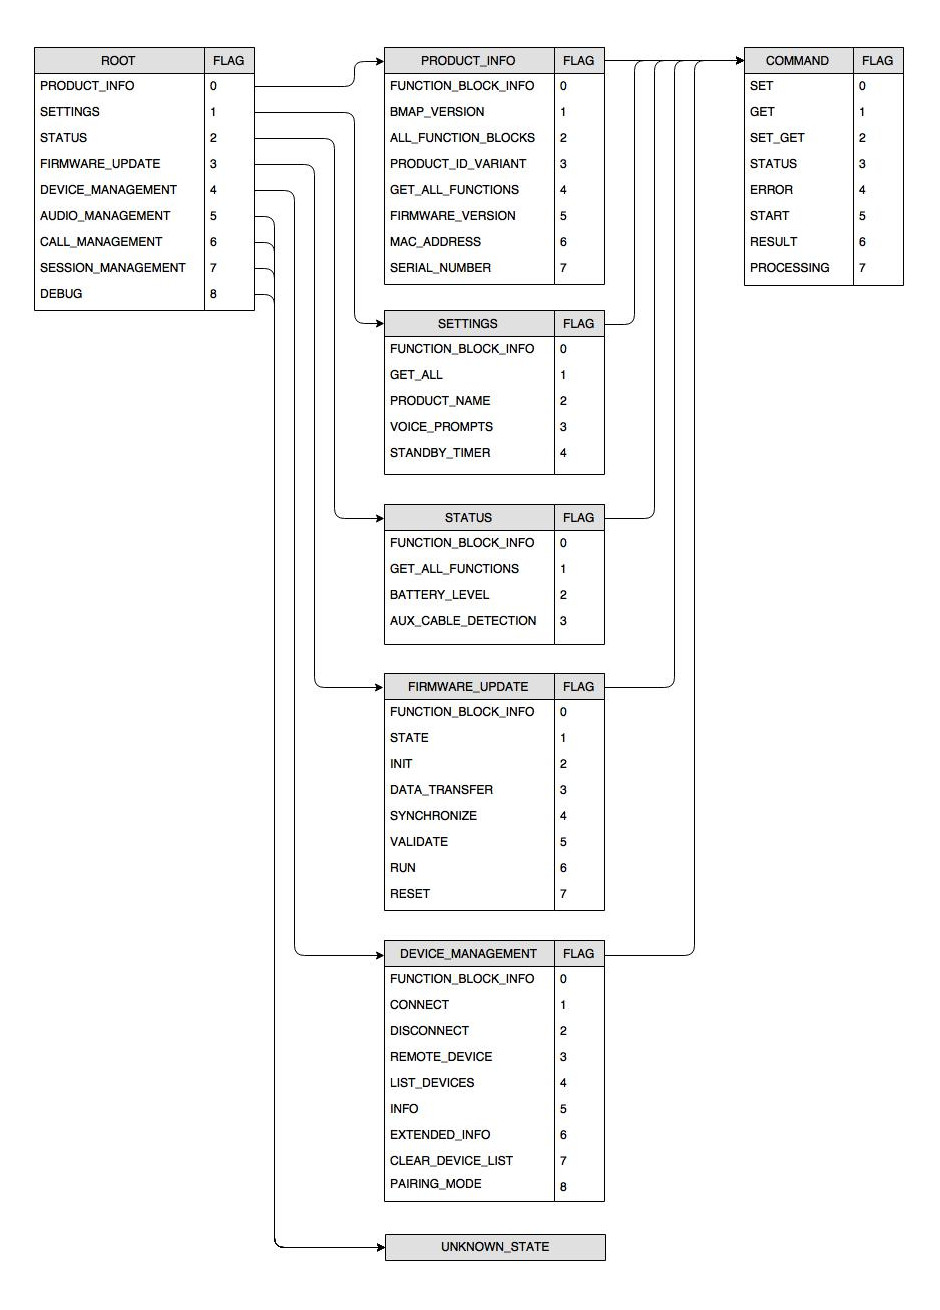 ROOT FLAG
PRODUCT_INFO 0
SETTINGS 1
STATUS 2
FIRMWARE_UPDATE 3
DEVICE_MANAGEMENT 4
AUDIO_MANAGEMENT 5
CALL_MANAGEMENT 6
SESSION_MANAGEMENT 7
DEBUG 8
PRODUCT_INFO FLAG
FUNCTION_BLOCK_INFO 0
BMAP_VERSION 1
ALL_FUNCTION_BLOCKS 2
PRODUCT_ID_VARIANT 3
GET_ALL_FUNCTIONS 4
FIRMWARE_VERSION 5
MAC_ADDRESS 6
SERIAL_NUMBER 7
SETTINGS FLAG
FUNCTION_BLOCK_INFO 0
GET_ALL 1
PRODUCT_NAME 2
VOICE_PROMPTS 3
STANDBY_TIMER 4
STATUS FLAG
FUNCTION_BLOCK_INFO 0
GET_ALL_FUNCTIONS 1
BATTERY_LEVEL 2
AUX_CABLE_DETECTION 3
FIRMWARE_UPDATE FLAG
FUNCTION_BLOCK_INFO 0
STATE 1
INIT 2
DATA_TRANSFER 3
SYNCHRONIZE 4
VALIDATE 5
RUN 6
RESET 7
DEVICE_MANAGEMENT FLAG
FUNCTION_BLOCK_INFO 0
CONNECT 1
DISCONNECT 2
REMOTE_DEVICE 3
LIST_DEVICES 4
INFO 5
EXTENDED_INFO 6
CLEAR_DEVICE_LIST 7
PAIRING_MODE 8
UNKNOWN_STATE
COMMAND FLAG
SET 0
GET 1
SET_GET 2
STATUS 3
ERROR 4
START 5
RESULT 6
PROCESSING 7